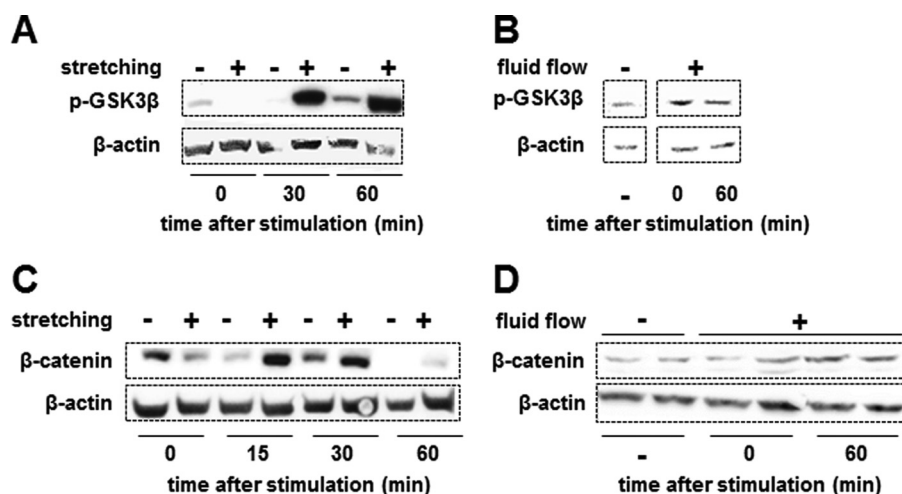 A
stretching - + - + - +
p-GSK3β
β-actin
0 30 60
time after stimulation (min)
B
fluid flow - +
p-GSK3β
β-actin
- 0 60
time after stimulation (min)
C
stretching - + - + - + - +
β-catenin
β-actin
0 15 30 60
time after stimulation (min)
D
fluid flow - +
β-catenin
β-actin
- 0 60
time after stimulation (min)